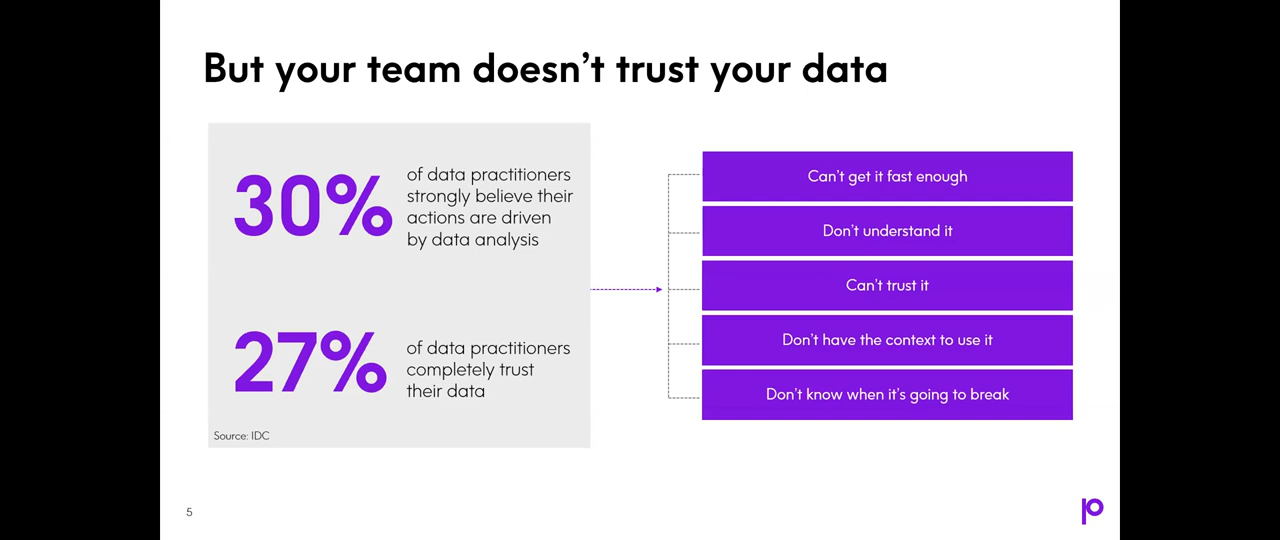 But your team doesn’t trust your data
30%
of data practitioners
strongly believe their
actions are driven
by data analysis
27%
of data practitioners
completely trust
their data
Source: IDC
Can’t get it fast enough
Don’t understand it
Can’t trust it
Don’t have the context to use it
Don’t know when it’s going to break
5